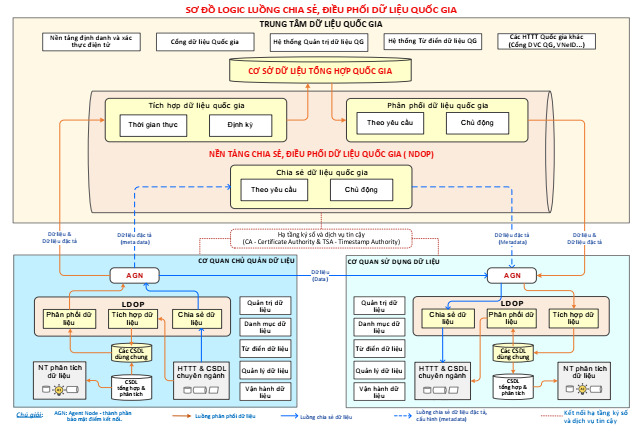 SƠ ĐỒ LOGIC LUỒNG CHIA SẺ, ĐIỀU PHỐI DỮ LIỆU QUỐC GIA
TRUNG TÂM DỮ LIỆU QUỐC GIA
Nền tảng định danh và xác
thực điện tử
Cổng dữ liệu Quốc gia
Hệ thống Quản trị dữ liệu QG
Hệ thống Từ điển dữ liệu QG
Các HTTT Quốc gia khác
(Cổng DVC QG, VNeID...)
CƠ SỞ DỮ LIỆU TỔNG HỢP QUỐC GIA
Tích hợp dữ liệu quốc gia
Thời gian thực
Định kỳ
Phân phối dữ liệu quốc gia
Theo yêu cầu
Chủ động
NỀN TẢNG CHIA SẺ, ĐIỀU PHỐI DỮ LIỆU QUỐC GIA ( NDOP)
Chia sẻ dữ liệu quốc gia
Theo yêu cầu
Chủ động
Dữ liệu &
Dữ liệu đặc tả
Dữ liệu đặc tả
(meta data)
Hạ tầng ký số và dịch vụ tin cậy
(CA - Certificate Authority & TSA - Timestamp Authority)
Dữ liệu đặc tả
(Metadata)
Dữ liệu &
Dữ liệu đặc tả
CƠ QUAN CHỦ QUẢN DỮ LIỆU
AGN
LDOP
Phân phối dữ
liệu
Tích hợp dữ
liệu
Chia sẻ dữ
liệu
Các CSDL
dùng chung
NT phân tích
dữ liệu
CSDL
tổng hợp &
phân tích
HTTT & CSDL
chuyên ngành
Quản trị dữ
liệu
Danh mục dữ
liệu
Từ điển dữ
liệu
Quản lý dữ
liệu
Vận hành dữ
liệu
Dữ liệu
(Data)
CƠ QUAN SỬ DỤNG DỮ LIỆU
AGN
Quản trị dữ
liệu
Danh mục dữ
liệu
Từ điển dữ
liệu
Quản lý dữ
liệu
Vận hành dữ
liệu
LDOP
Chia sẻ dữ
liệu
Phân phối dữ
liệu
Tích hợp dữ
liệu
Các CSDL
dùng chung
HTTT & CSDL
chuyên ngành
CSDL
tổng hợp &
phân tích
NT phân tích
dữ liệu
Chú giải:
AGN: Agent Node - thành phần
bảo mật điểm kết nối.
Luồng phân phối dữ liệu
Luồng chia sẻ dữ liệu
Luồng chia sẻ dữ liệu đặc tả,
cấu hình (metadata)
Kết nối hạ tầng ký số
và dịch vụ tin cậy